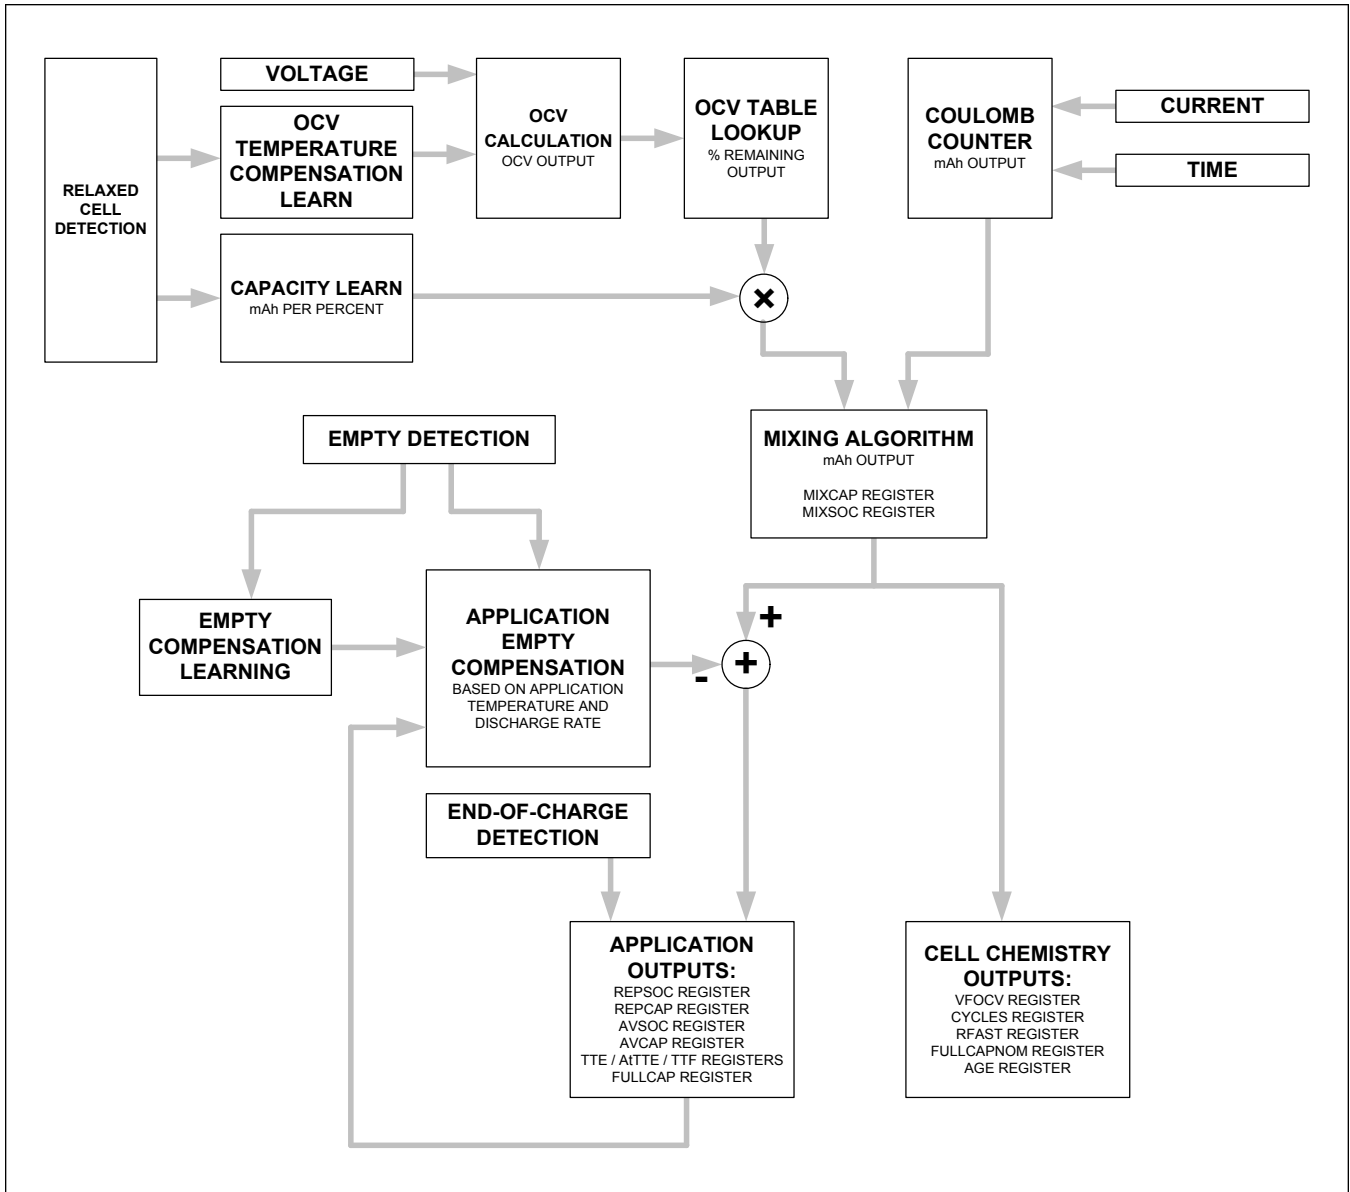 VOLTAGE
OCV
TEMPERATURE
COMPENSATION
LEARN
RELAXED
CELL
DETECTION
CAPACITY LEARN
mAh PER PERCENT
OCV
CALCULATION
OCV OUTPUT
OCV TABLE
LOOKUP
% REMAINING
OUTPUT
COULOMB
COUNTER
mAh OUTPUT
CURRENT
TIME
×
MIXING ALGORITHM
mAh OUTPUT
MIXCAP REGISTER
MIXSOC REGISTER
EMPTY DETECTION
EMPTY
COMPENSATION
LEARNING
APPLICATION
EMPTY
COMPENSATION
BASED ON APPLICATION
TEMPERATURE AND
DISCHARGE RATE
+
+
-
END-OF-CHARGE
DETECTION
APPLICATION
OUTPUTS:
REPSOC REGISTER
REPCAP REGISTER
AVSOC REGISTER
AVCAP REGISTER
TTE / AtTTE / TTF REGISTERS
FULLCAP REGISTER
CELL CHEMISTRY
OUTPUTS:
VFOCV REGISTER
CYCLES REGISTER
RFAST REGISTER
FULLCAPNOM REGISTER
AGE REGISTER